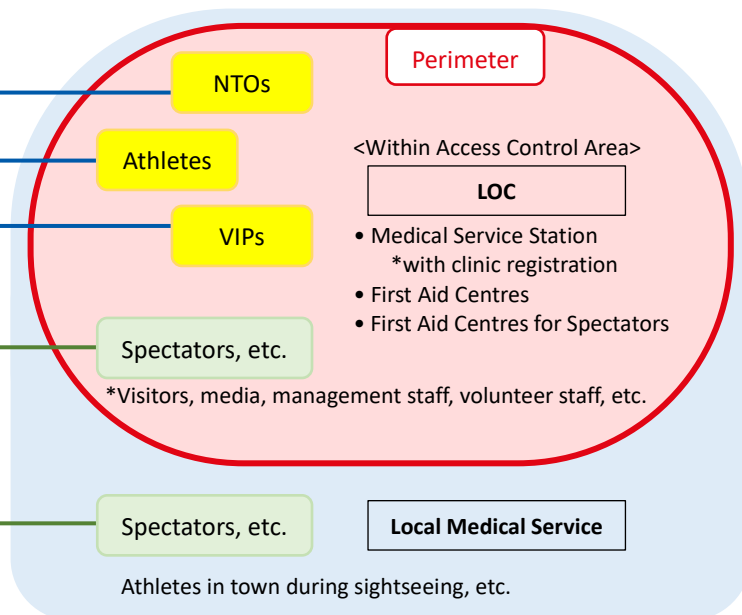 Perimeter
NTOs
Athletes
VIPs
<Within Access Control Area>
LOC
• Medical Service Station
*with clinic registration
• First Aid Centres
• First Aid Centres for Spectators
Spectators, etc.
*Visitors, media, management staff, volunteer staff, etc.
Spectators, etc.
Local Medical Service
Athletes in town during sightseeing, etc.